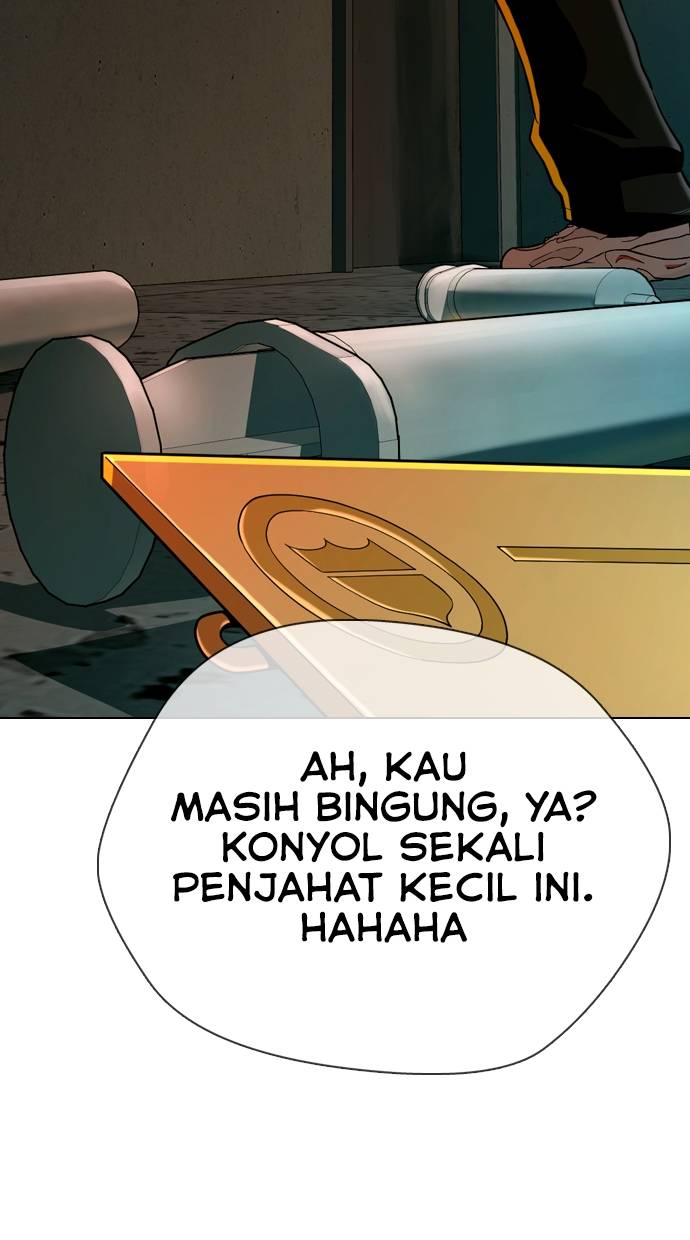 AH, KAU
MASIH BINGUNG, YA?
KONYOL SEKALI
PENJAHAT KECIL INI.
HAHAHA